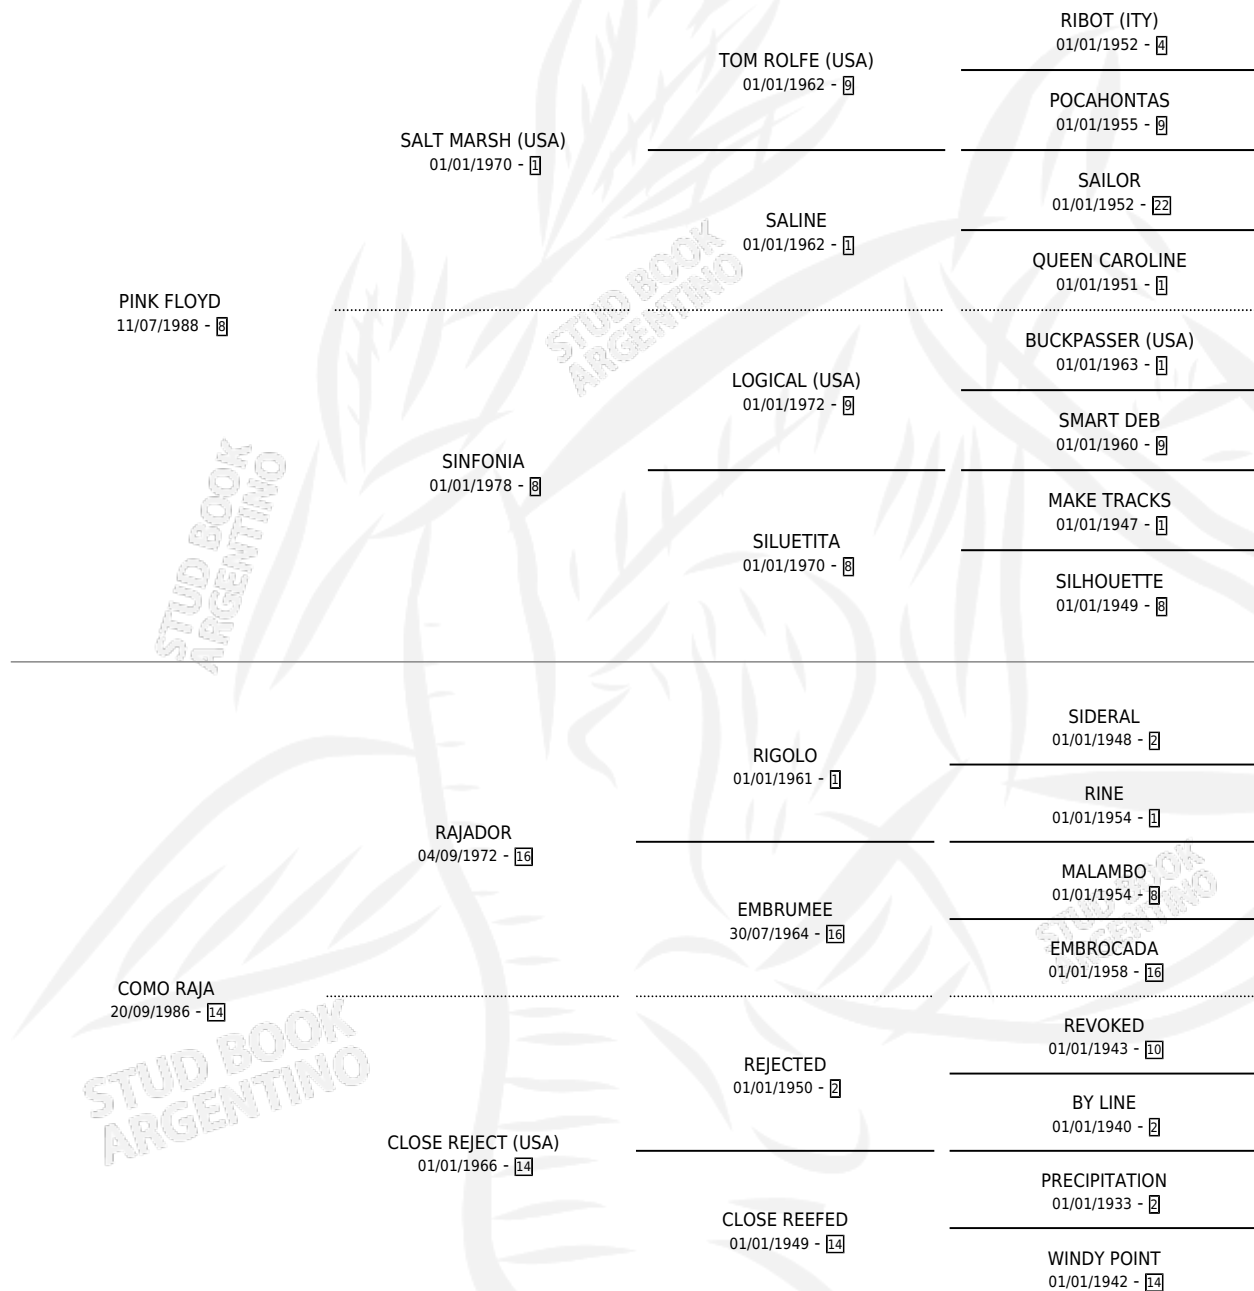 RIBOT (ITY)
01/01/1952 - 4
TOM ROLFE (USA)
01/01/1962 - 9
POCAHONTAS
01/01/1955 - 9
SALT MARSH (USA)
01/01/1970 - 1
SAILOR
01/01/1952 - 22
SALINE
01/01/1962 - 1
QUEEN CAROLINE
01/01/1951 - 1
PINK FLOYD
11/07/1988 - 8
STUD BOOK
ARGENTINO
BUCKPASSER (USA)
01/01/1963 - 1
LOGICAL (USA)
01/01/1972 - 9
SMART DEB
01/01/1960 - 9
SINFONIA
01/01/1978 - 8
MAKE TRACKS
01/01/1947 - 1
SILUETITA
01/01/1970 - 8
SILHOUETTE
01/01/1949 - 8
STUD BOOK
ARGENTINO
SIDERAL
01/01/1948 - 2
RIGOLO
01/01/1961 - 1
RINE
01/01/1954 - 1
RAJADOR
04/09/1972 - 16
MALAMBO
01/01/1954 - 8
EMBRUMEE
30/07/1964 - 16
STUD BOOK
ARGENTINO
EMBROCADA
01/01/1958 - 16
COMO RAJA
20/09/1986 - 14
STUD BOOK
ARGENTINO
REVOKED
01/01/1943 - 10
REJECTED
01/01/1950 - 2
BY LINE
01/01/1940 - 2
CLOSE REJECT (USA)
01/01/1966 - 14
PRECIPITATION
01/01/1933 - 2
CLOSE REEFED
01/01/1949 - 14
WINDY POINT
01/01/1942 - 14